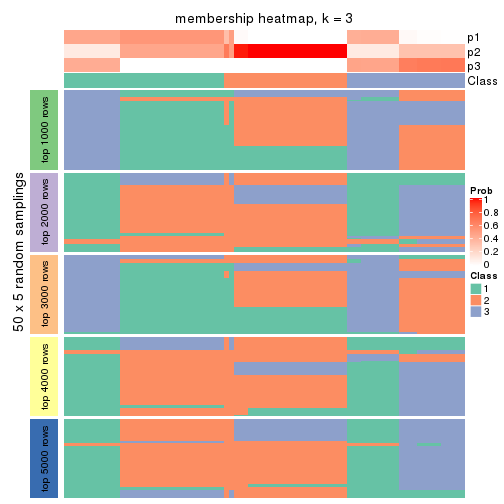 membership heatmap, k = 3
p1
p2
p3
Class
50 x 5 random samplings
top 1000 rows
top 2000 rows
top 3000 rows
top 4000 rows
top 5000 rows
Prob
1
0.8
0.6
0.4
0.2
0
Class
1
2
3